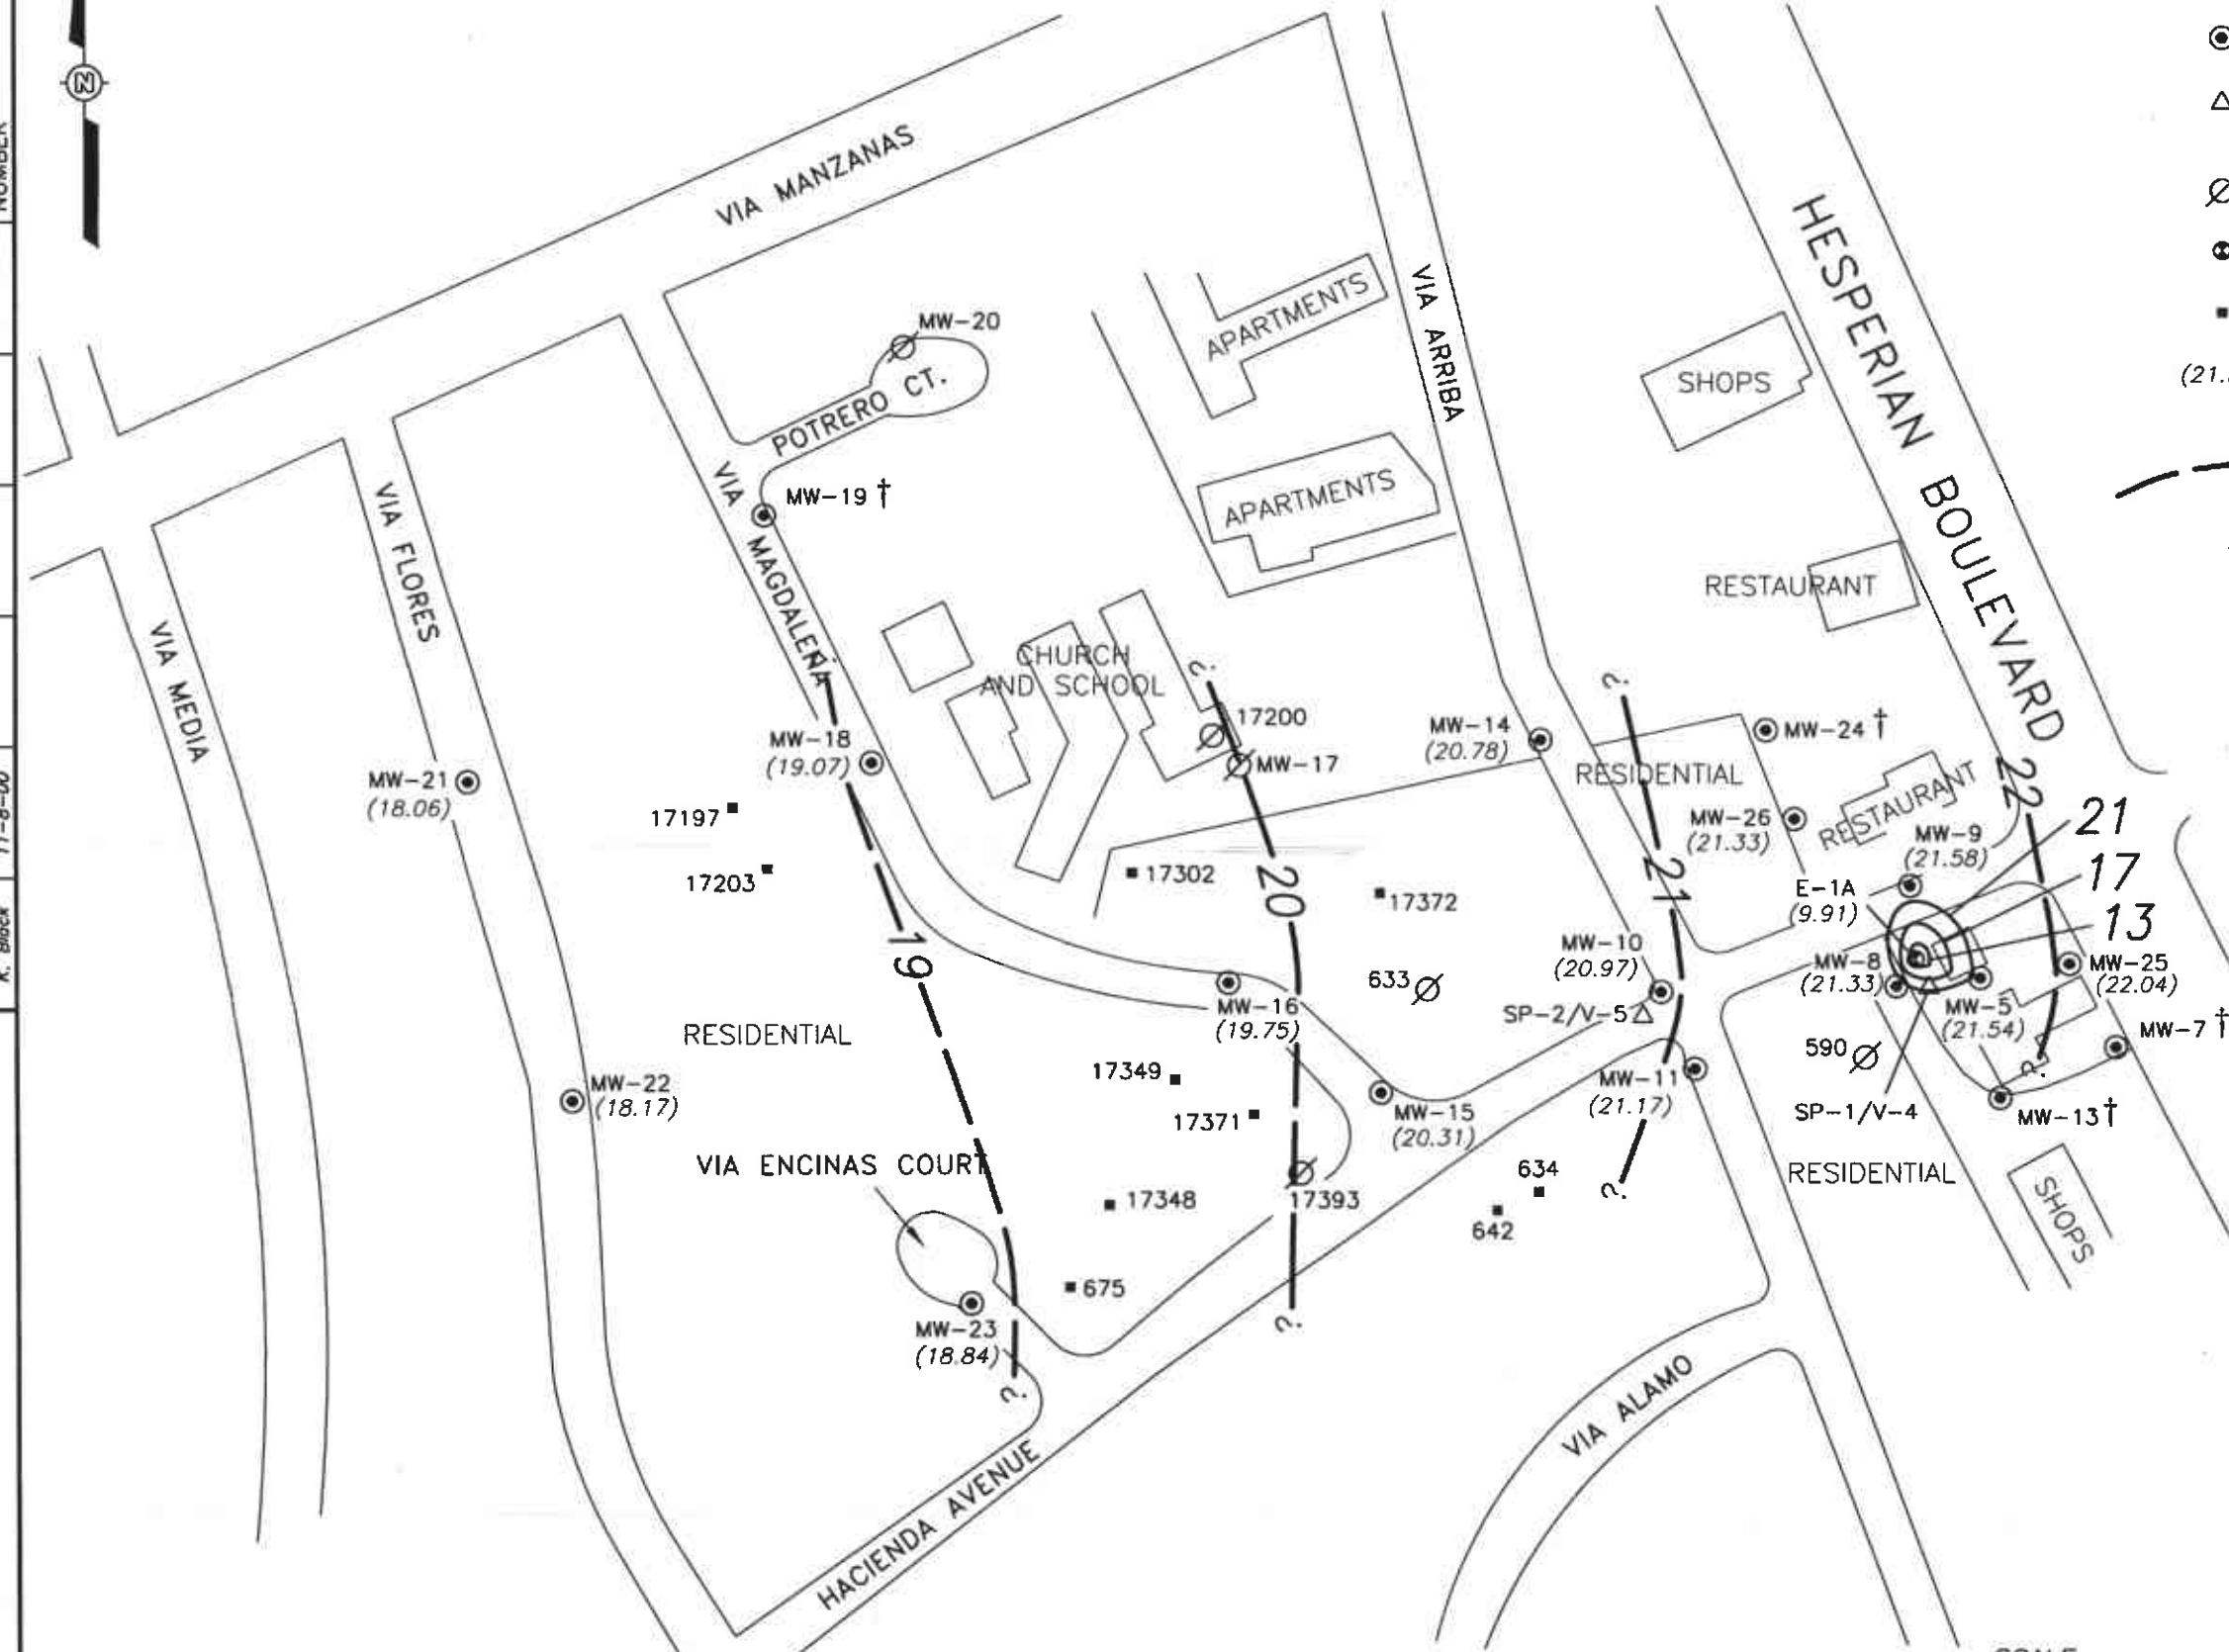 NUMBER
11-8-00
K. Black
N
VIA MANZANAS
MW-20
POTRERO CT.
MW-19 †
APARTMENTS
VIA ARRIBA
APARTMENTS
SHOPS
HESPERIAN BOULEVARD
(21.
RESTAURANT
VIA MAGDALENA
VIA FLORES
VIA MEDIA
CHURCH
AND SCHOOL
?
17200
MW-17
MW-14
(20.78)
?
MW-24 †
RESIDENTIAL
MW-18
(19.07)
MW-21
(18.06)
17197
17203
MW-26
(21.33)
RESTAURANT
22
21
17
13
MW-9
(21.58)
E-1A
(9.91)
17302
20
17372
21
19
MW-10
(20.97)
633
MW-8
(21.33)
MW-25
(22.04)
MW-5
(21.54)
MW-7 †
MW-16
(19.75)
SP-2/V-5
RESIDENTIAL
590
?
17349
MW-11
(21.17)
SP-1/V-4
MW-13†
MW-22
(18.17)
17371
MW-15
(20.31)
VIA ENCINAS COURT
634
?
RESIDENTIAL
17348
17393
642
SHOPS
675
MW-23
(18.84)
?
?
VIA ALAMO
HACIENDA AVENUE